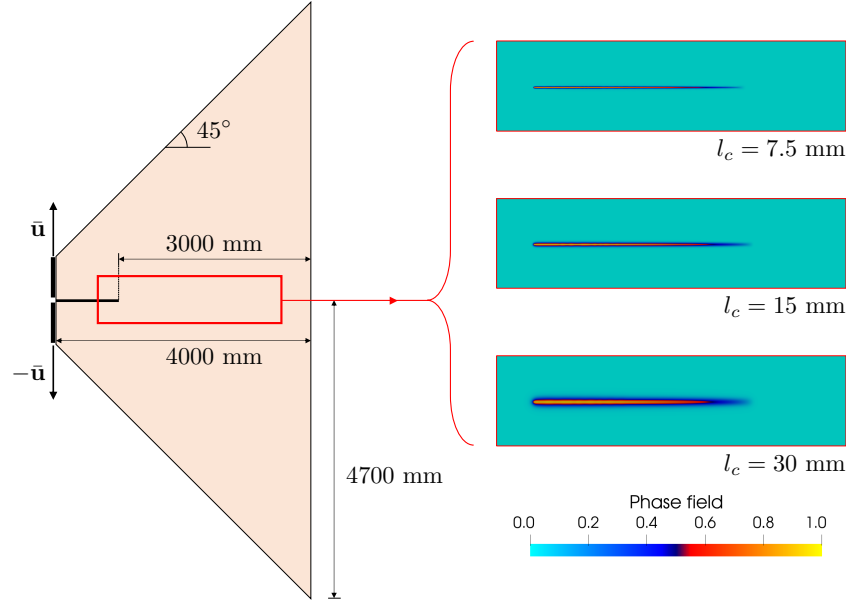 45°
ū
3000 mm
4000 mm
−ū
4700 mm
l_c = 7.5 mm
l_c = 15 mm
l_c = 30 mm
Phase field
0.0 0.2 0.4 0.6 0.8 1.0